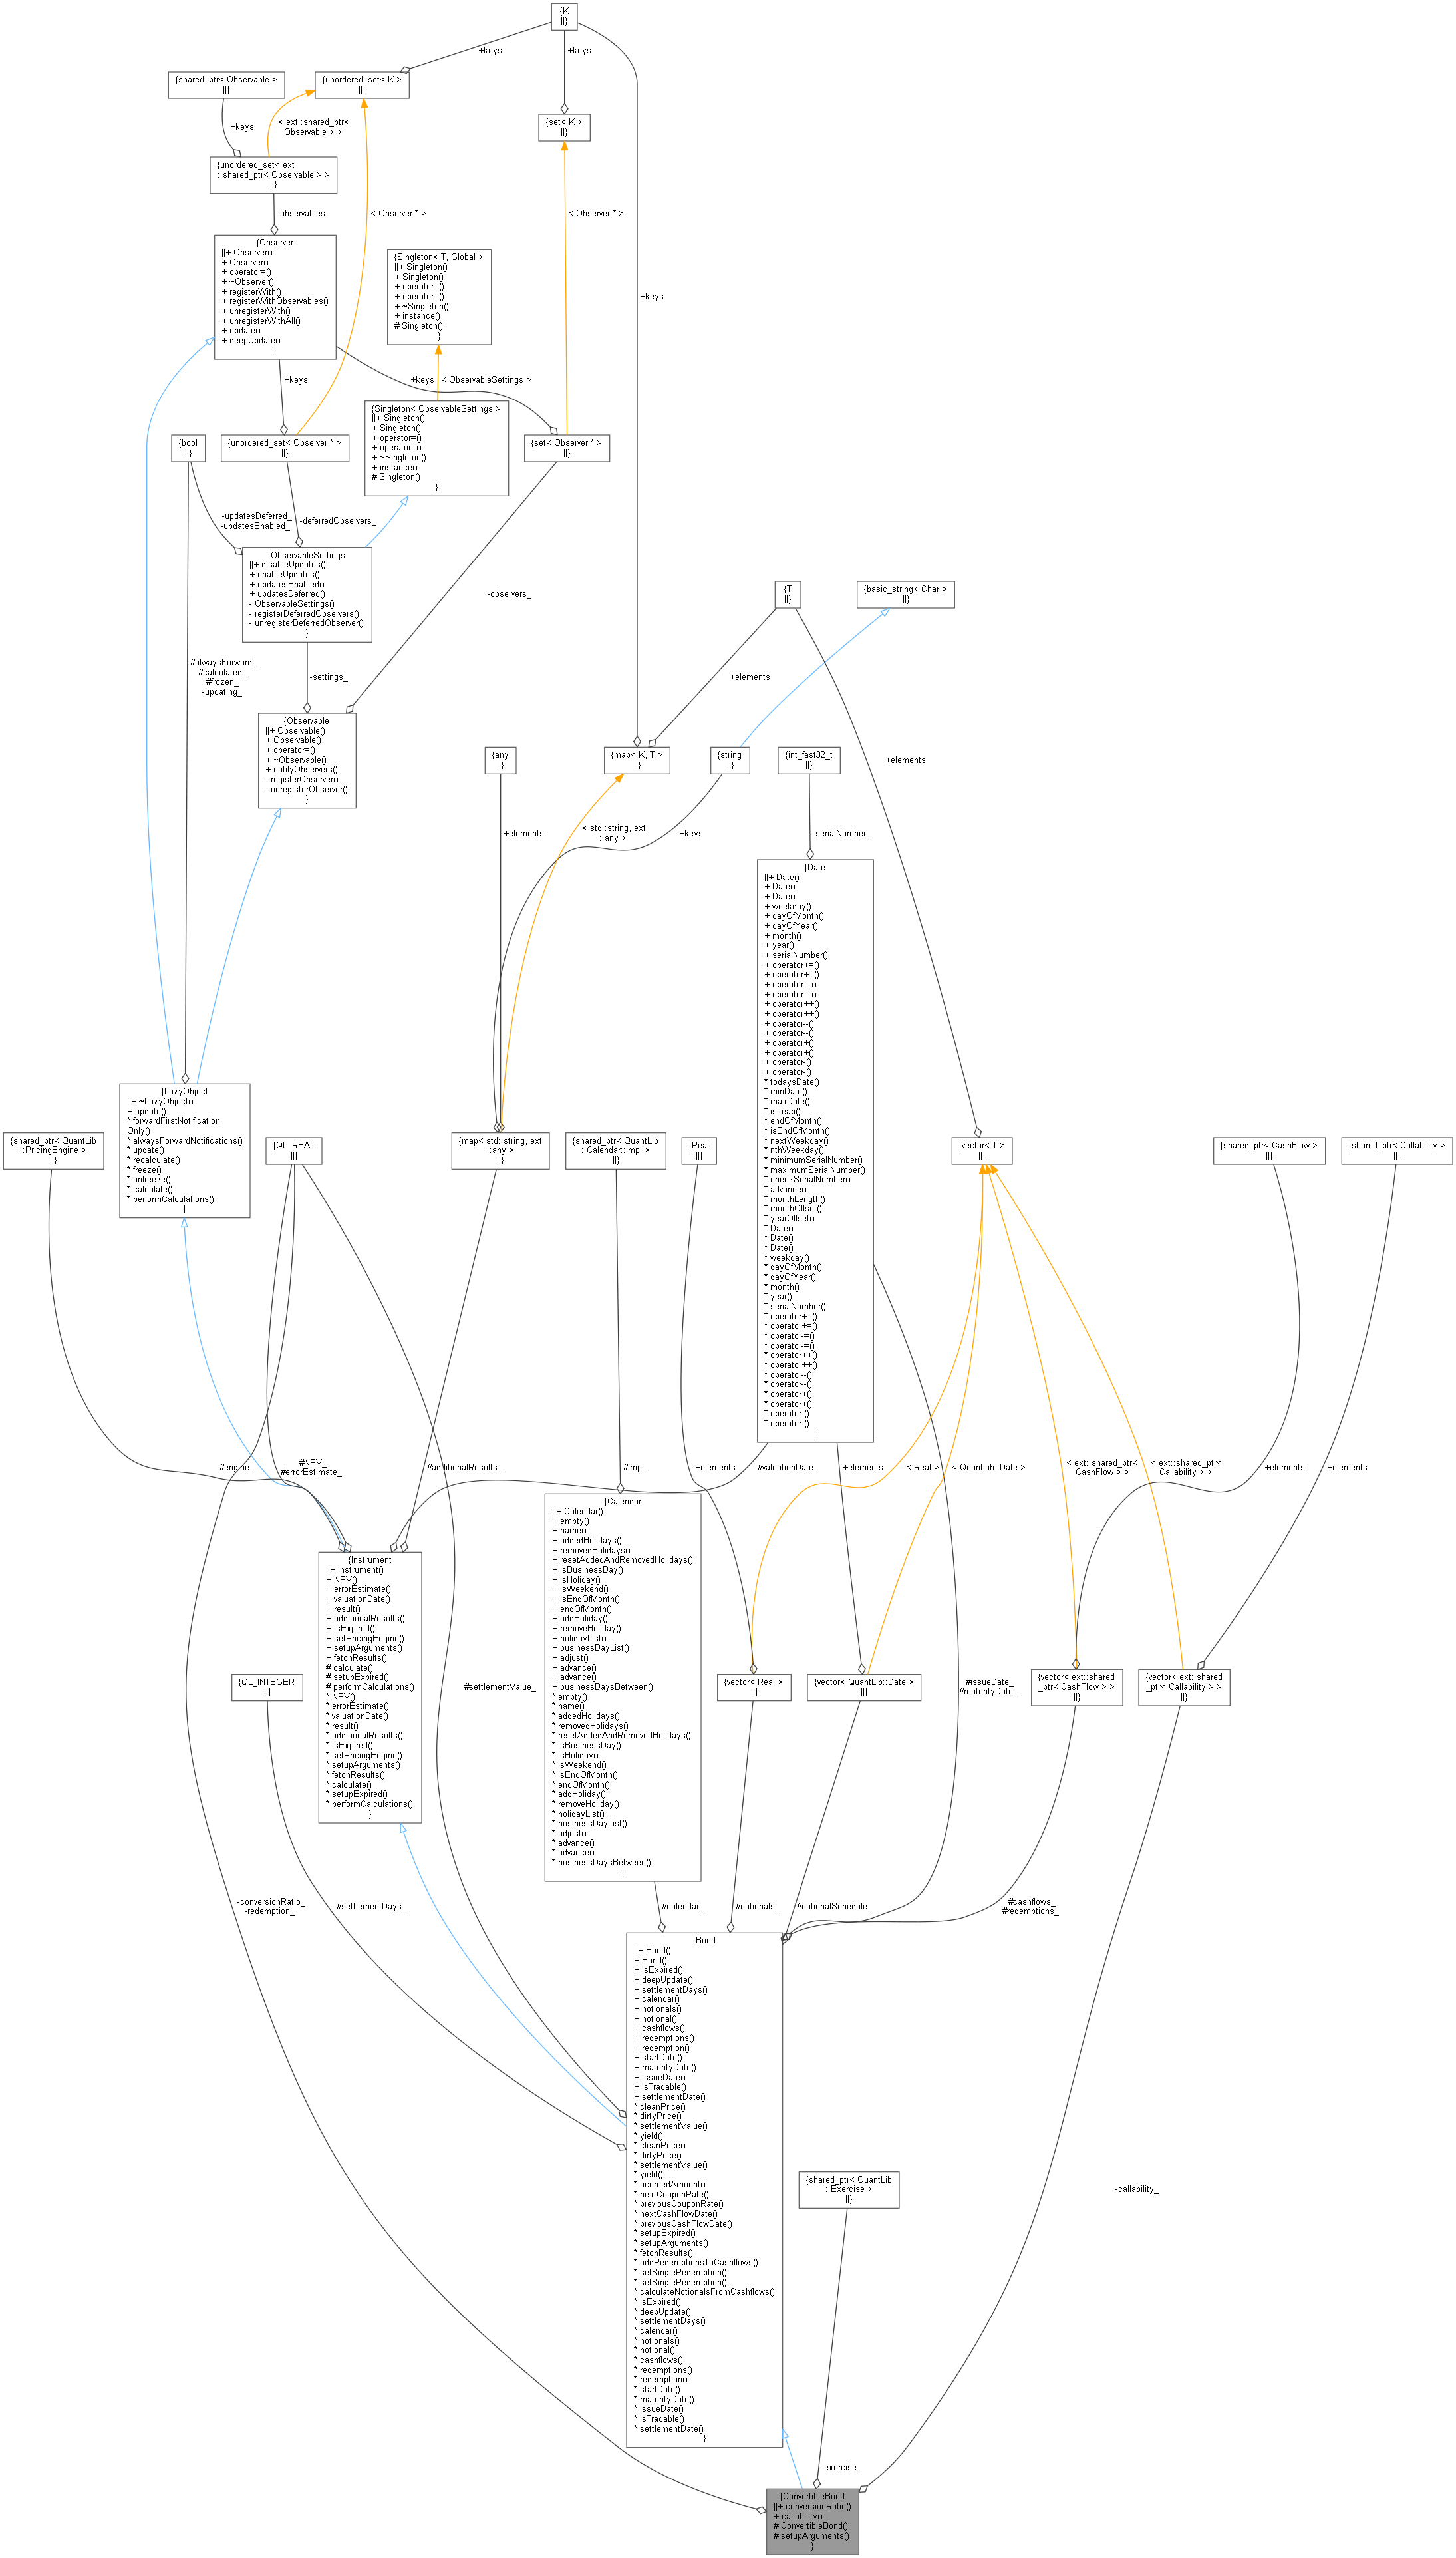 {K
||}
+keys
+keys
{shared_ptr< Observable >
||}
{unordered_set< K >
||}
+keys
< ext::shared_ptr<
Observable > >
{set< K >
||}
{unordered_set< ext
::shared_ptr< Observable > >
||}
-observables_
< Observer * >
< Observer * >
{Observer
||+ Observer()
+ Observer()
+ operator=()
+ ~Observer()
+ registerWith()
+ registerWithObservables()
+ unregisterWith()
+ unregisterWithAll()
+ update()
+ deepUpdate()
}
{Singleton< T, Global >
||+ Singleton()
+ Singleton()
+ operator=()
+ operator=()
+ ~Singleton()
+ instance()
# Singleton()
}
+keys
+keys
+keys
< ObservableSettings >
{Singleton< ObservableSettings >
||+ Singleton()
+ Singleton()
+ operator=()
+ operator=()
+ ~Singleton()
+ instance()
# Singleton()
}
{bool
||}
{unordered_set< Observer * >
||}
{set< Observer * >
||}
-updatesDeferred_
-updatesEnabled_
-deferredObservers_
{ObservableSettings
||+ disableUpdates()
+ enableUpdates()
+ updatesEnabled()
+ updatesDeferred()
- ObservableSettings()
- registerDeferredObservers()
- unregisterDeferredObserver()
}
-observers_
{T
||}
{basic_string< Char >
||}
#alwaysForward_
#calculated_
#frozen_
-updating_
-settings_
+elements
{Observable
||+ Observable()
+ Observable()
+ operator=()
+ ~Observable()
+ notifyObservers()
- registerObserver()
- unregisterObserver()
}
{any
||}
{map< K, T >
||}
{string
||}
{int_fast32_t
||}
+elements
+elements
< std::string, ext
::any >
+keys
-serialNumber_
{Date
||+ Date()
+ Date()
+ Date()
+ weekday()
+ dayOfMonth()
+ dayOfYear()
+ month()
+ year()
+ serialNumber()
+ operator+=()
+ operator+=()
+ operator-=()
+ operator-=()
+ operator++()
+ operator++()
+ operator--()
+ operator--()
+ operator+()
+ operator+()
+ operator-()
+ operator-()
* todaysDate()
* minDate()
* maxDate()
* isLeap()
* endOfMonth()
* isEndOfMonth()
* nextWeekday()
* nthWeekday()
* minimumSerialNumber()
* maximumSerialNumber()
* checkSerialNumber()
* advance()
* monthLength()
* monthOffset()
* yearOffset()
* Date()
* Date()
* Date()
* weekday()
* dayOfMonth()
* dayOfYear()
* month()
* year()
* serialNumber()
* operator+=()
* operator+=()
* operator-=()
* operator-=()
* operator++()
* operator++()
* operator--()
* operator--()
* operator+()
* operator+()
* operator-()
* operator-()
}
{LazyObject
||+ ~LazyObject()
+ update()
* forwardFirstNotification
Only()
* alwaysForwardNotifications()
* update()
* recalculate()
* freeze()
* unfreeze()
* calculate()
* performCalculations()
}
{shared_ptr< QuantLib
::PricingEngine >
||}
{QL_REAL
||}
{map< std::string, ext
::any >
||}
{shared_ptr< QuantLib
::Calendar::Impl >
||}
{Real
||}
{vector< T >
||}
{shared_ptr< CashFlow >
||}
{shared_ptr< Callability >
||}
#engine_
#NPV_
#errorEstimate_
#additionalResults_
#impl_
+elements
#valuationDate_
+elements
< Real >
< QuantLib::Date >
< ext::shared_ptr<
CashFlow > >
< ext::shared_ptr<
Callability > >
+elements
+elements
{Calendar
||+ Calendar()
+ empty()
+ name()
+ addedHolidays()
+ removedHolidays()
+ resetAddedAndRemovedHolidays()
+ isBusinessDay()
+ isHoliday()
+ isWeekend()
+ isEndOfMonth()
+ endOfMonth()
+ addHoliday()
+ removeHoliday()
+ holidayList()
+ businessDayList()
+ adjust()
+ advance()
+ advance()
+ businessDaysBetween()
* empty()
* name()
* addedHolidays()
* removedHolidays()
* resetAddedAndRemovedHolidays()
* isBusinessDay()
* isHoliday()
* isWeekend()
* isEndOfMonth()
* endOfMonth()
* addHoliday()
* removeHoliday()
* holidayList()
* businessDayList()
* adjust()
* advance()
* advance()
* businessDaysBetween()
}
{Instrument
||+ Instrument()
+ NPV()
+ errorEstimate()
+ valuationDate()
+ result()
+ additionalResults()
+ isExpired()
+ setPricingEngine()
+ setupArguments()
+ fetchResults()
# calculate()
# setupExpired()
# performCalculations()
* NPV()
* errorEstimate()
* valuationDate()
* result()
* additionalResults()
* isExpired()
* setPricingEngine()
* setupArguments()
* fetchResults()
* calculate()
* setupExpired()
* performCalculations()
}
{QL_INTEGER
||}
#settlementValue_
{vector< Real >
||}
{vector< QuantLib::Date >
||}
#issueDate_
#maturityDate_
{vector< ext::shared
_ptr< CashFlow > >
||}
{vector< ext::shared
_ptr< Callability > >
||}
-conversionRatio_
-redemption_
#settlementDays_
#calendar_
#notionals_
#notionalSchedule_
#cashflows_
#redemptions_
{Bond
||+ Bond()
+ Bond()
+ isExpired()
+ deepUpdate()
+ settlementDays()
+ calendar()
+ notionals()
+ notional()
+ cashflows()
+ redemptions()
+ redemption()
+ startDate()
+ maturityDate()
+ issueDate()
+ isTradable()
+ settlementDate()
* cleanPrice()
* dirtyPrice()
* settlementValue()
* yield()
* cleanPrice()
* dirtyPrice()
* settlementValue()
* yield()
* accruedAmount()
* nextCouponRate()
* previousCouponRate()
* nextCashFlowDate()
* previousCashFlowDate()
* setupExpired()
* setupArguments()
* fetchResults()
* addRedemptionsToCashflows()
* setSingleRedemption()
* setSingleRedemption()
* calculateNotionalsFromCashflows()
* isExpired()
* deepUpdate()
* settlementDays()
* calendar()
* notionals()
* notional()
* cashflows()
* redemptions()
* redemption()
* startDate()
* maturityDate()
* issueDate()
* isTradable()
* settlementDate()
}
{shared_ptr< QuantLib
::Exercise >
||}
-callability_
-exercise_
{ConvertibleBond
||+ conversionRatio()
+ callability()
# ConvertibleBond()
# setupArguments()
}